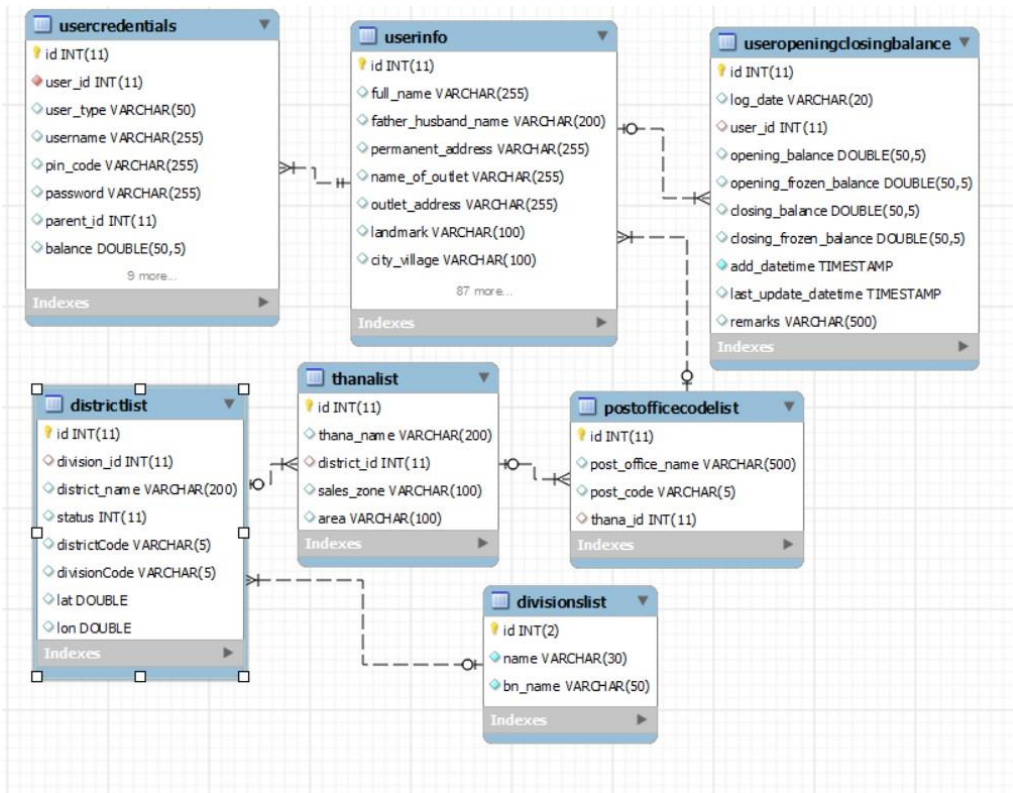 usercredentials
id INT(11)
user_id INT(11)
user_type VARCHAR(50)
username VARCHAR(255)
pin_code VARCHAR(255)
password VARCHAR(255)
parent_id INT(11)
balance DOUBLE(50,5)
9 more...
Indexes
userinfo
id INT(11)
full_name VARCHAR(255)
father_husband_name VARCHAR(200)
permanent_address VARCHAR(255)
name_of_outlet VARCHAR(255)
outlet_address VARCHAR(255)
landmark VARCHAR(100)
city_village VARCHAR(100)
87 more...
Indexes
useropeningclosingbalance
id INT(11)
log_date VARCHAR(20)
user_id INT(11)
opening_balance DOUBLE(50,5)
opening_frozen_balance DOUBLE(50,5)
closing_balance DOUBLE(50,5)
closing_frozen_balance DOUBLE(50,5)
add_datetime TIMESTAMP
last_update_datetime TIMESTAMP
remarks VARCHAR(500)
Indexes
districtlist
id INT(11)
division_id INT(11)
district_name VARCHAR(200)
status INT(11)
districtCode VARCHAR(5)
divisionCode VARCHAR(5)
lat DOUBLE
lon DOUBLE
Indexes
thanalist
id INT(11)
thana_name VARCHAR(200)
district_id INT(11)
sales_zone VARCHAR(100)
area VARCHAR(100)
Indexes
postofficecodelist
id INT(11)
post_office_name VARCHAR(500)
post_code VARCHAR(5)
thana_id INT(11)
Indexes
divisionslist
id INT(2)
name VARCHAR(30)
bn_name VARCHAR(50)
Indexes